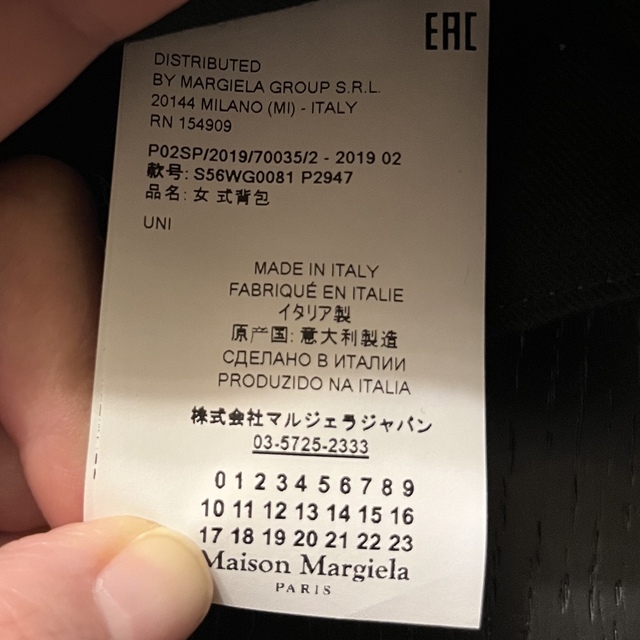 EAC
DISTRIBUTED
BY MARGIELA GROUP S.R.L.
20144 MILANO (MI) - ITALY
RN 154909
P02SP/2019/70035/2 - 2019 02
款号: S56WG0081 P2947
品名: 女 式背包
UNI
MADE IN ITALY
FABRIQUÉ EN ITALIE
イタリア製
原产国: 意大利製造
СДЕЛАНО В ИТАЛИИ
PRODUZIDO NA ITALIA
株式会社マルジェラジャパン
03-5725-2333
0 1 2 3 4 5 6 7 8 9
10 11 12 13 14 15 16
17 18 19 20 21 22 23
Maison Margiela
PARIS